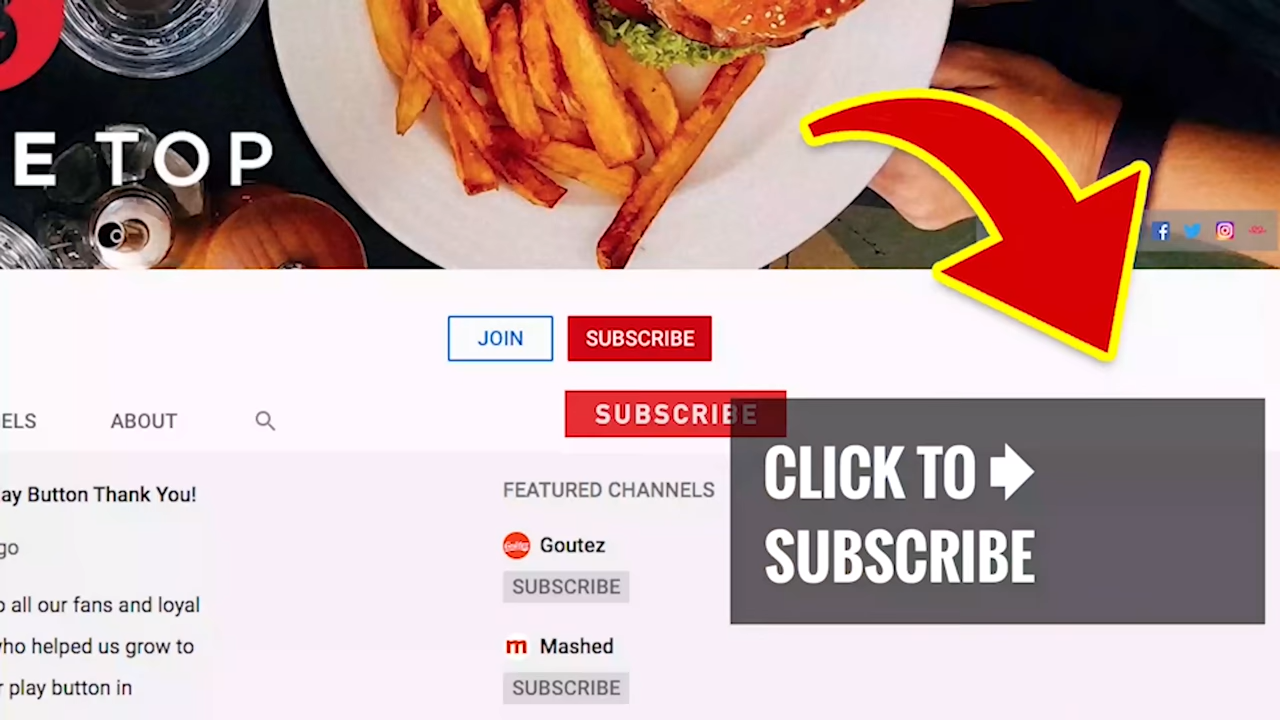 E TOP
JOIN
SUBSCRIBE
SUBSCRIBE
ELS
ABOUT
CLICK TO
SUBSCRIBE
ay Button Thank You!
go
all our fans and loyal
who helped us grow to
play button in
FEATURED CHANNELS
Goutez
SUBSCRIBE
m
Mashed
SUBSCRIBE